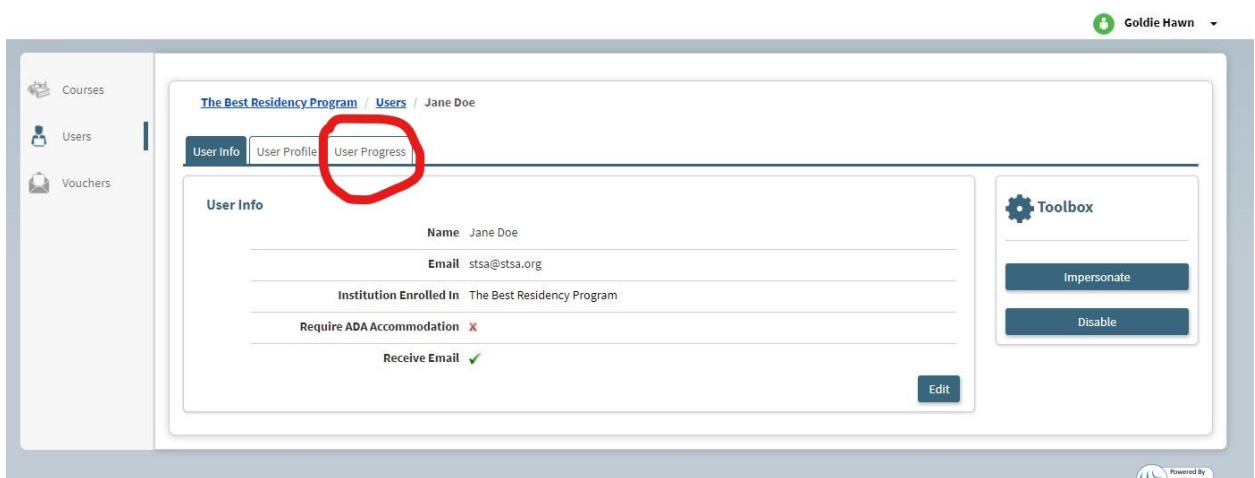 Goldie Hawn
Courses
Users
Vouchers
The Best Residency Program / Users / Jane Doe
User Info User Profile User Progress
User Info
Name Jane Doe
Email stsa@stsa.org
Institution Enrolled In The Best Residency Program
Require ADA Accommodation
Receive Email
Edit
Toolbox
Impersonate
Disable
Powered By